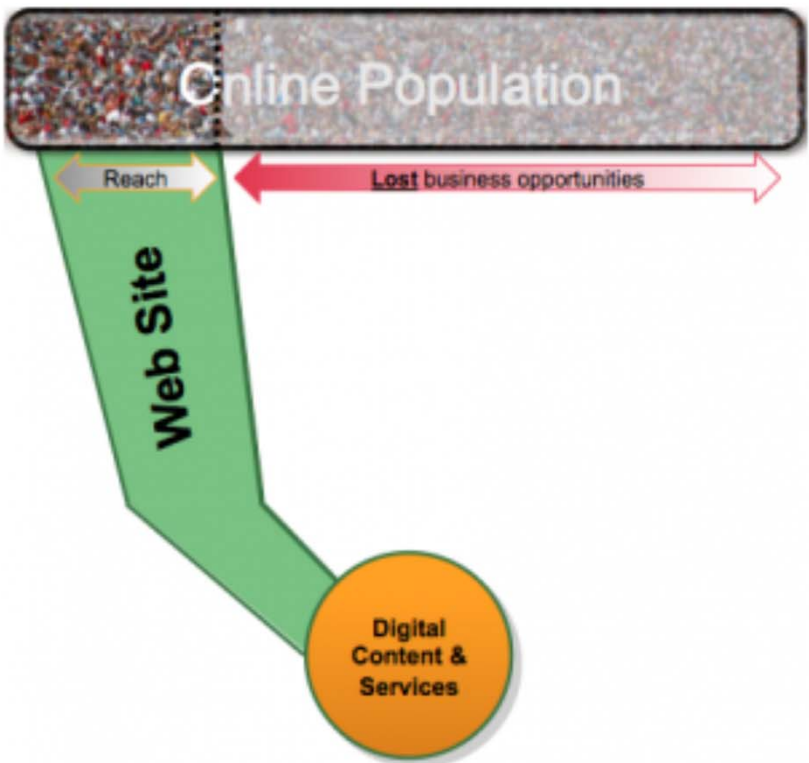 Online Population
Reach
Lost business opportunities
Web Site
Digital
Content &
Services